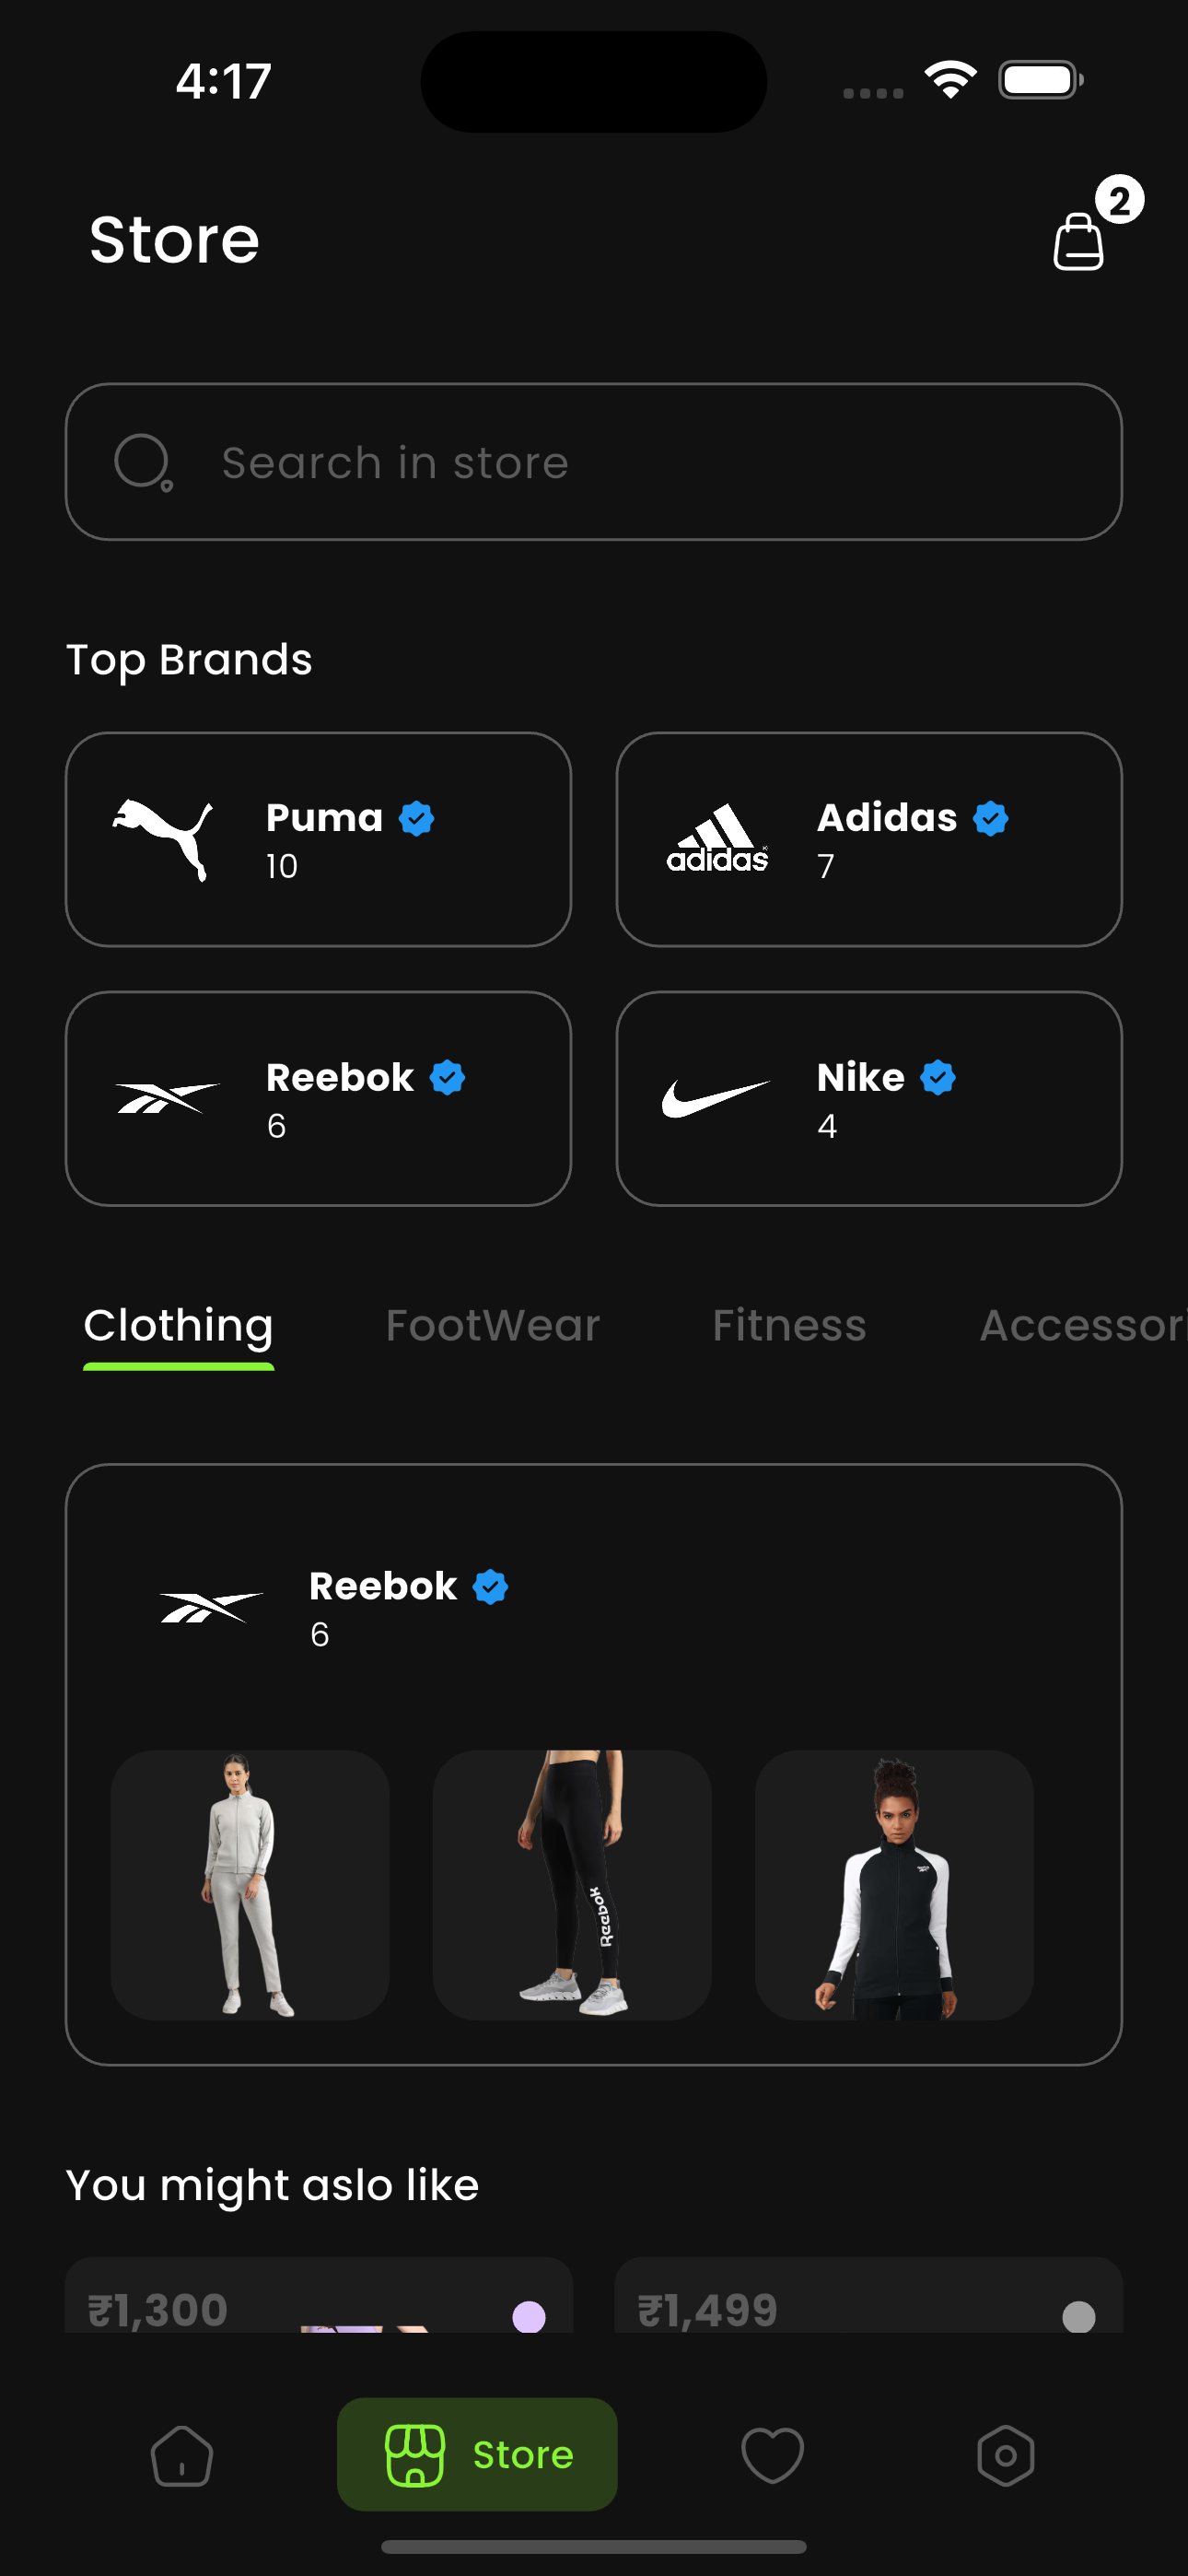 4:17
2
Store
Search in store
Top Brands
Puma
10
adidas
Adidas
7
Reebok
6
Nike
4
Clothing FootWear Fitness Accessori
Reebok
6
Reebok
You might aslo like
₹1,300
₹1,499
Store